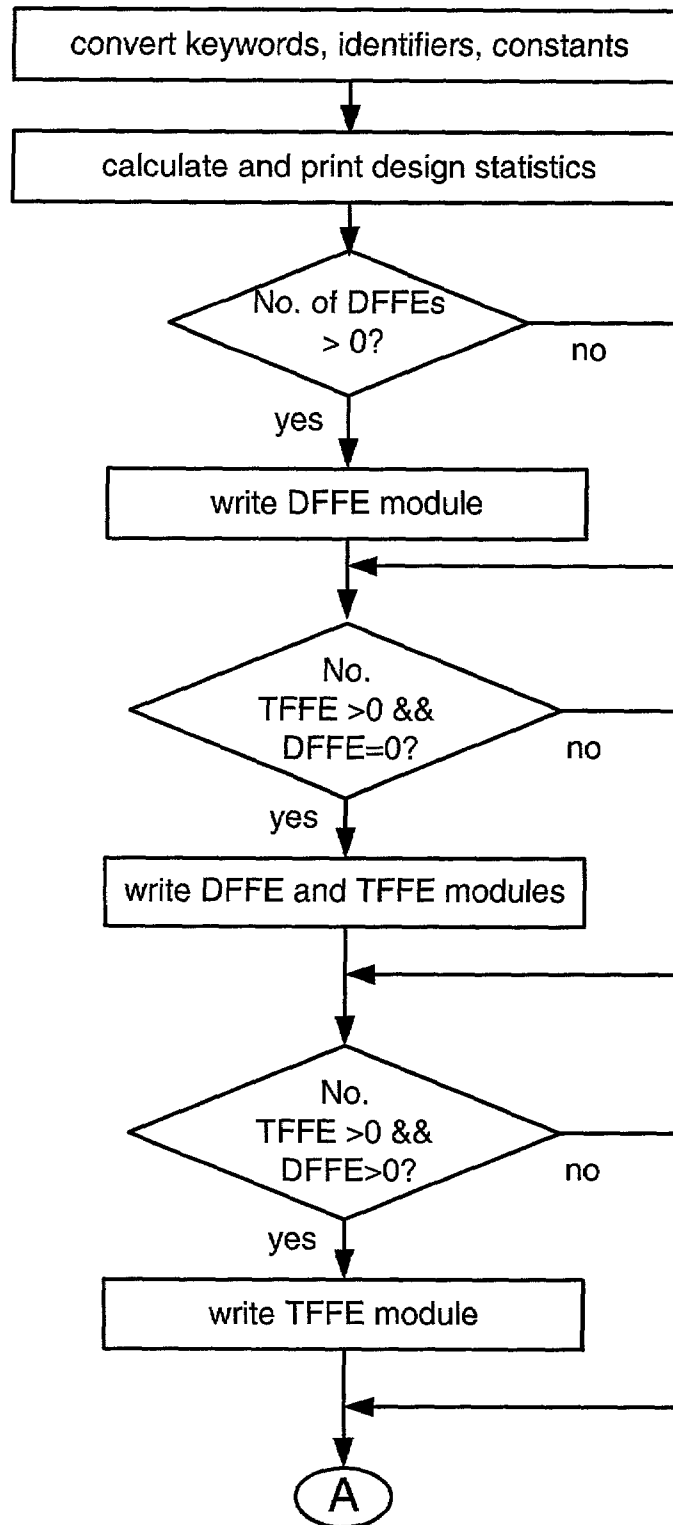 convert keywords, identifiers, constants
calculate and print design statistics
No. of DFFEs
> 0?
no
yes
write DFFE module
No.
TFFE >0 &&
DFFE=0?
no
yes
write DFFE and TFFE modules
No.
TFFE >0 &&
DFFE>0?
no
yes
write TFFE module
A